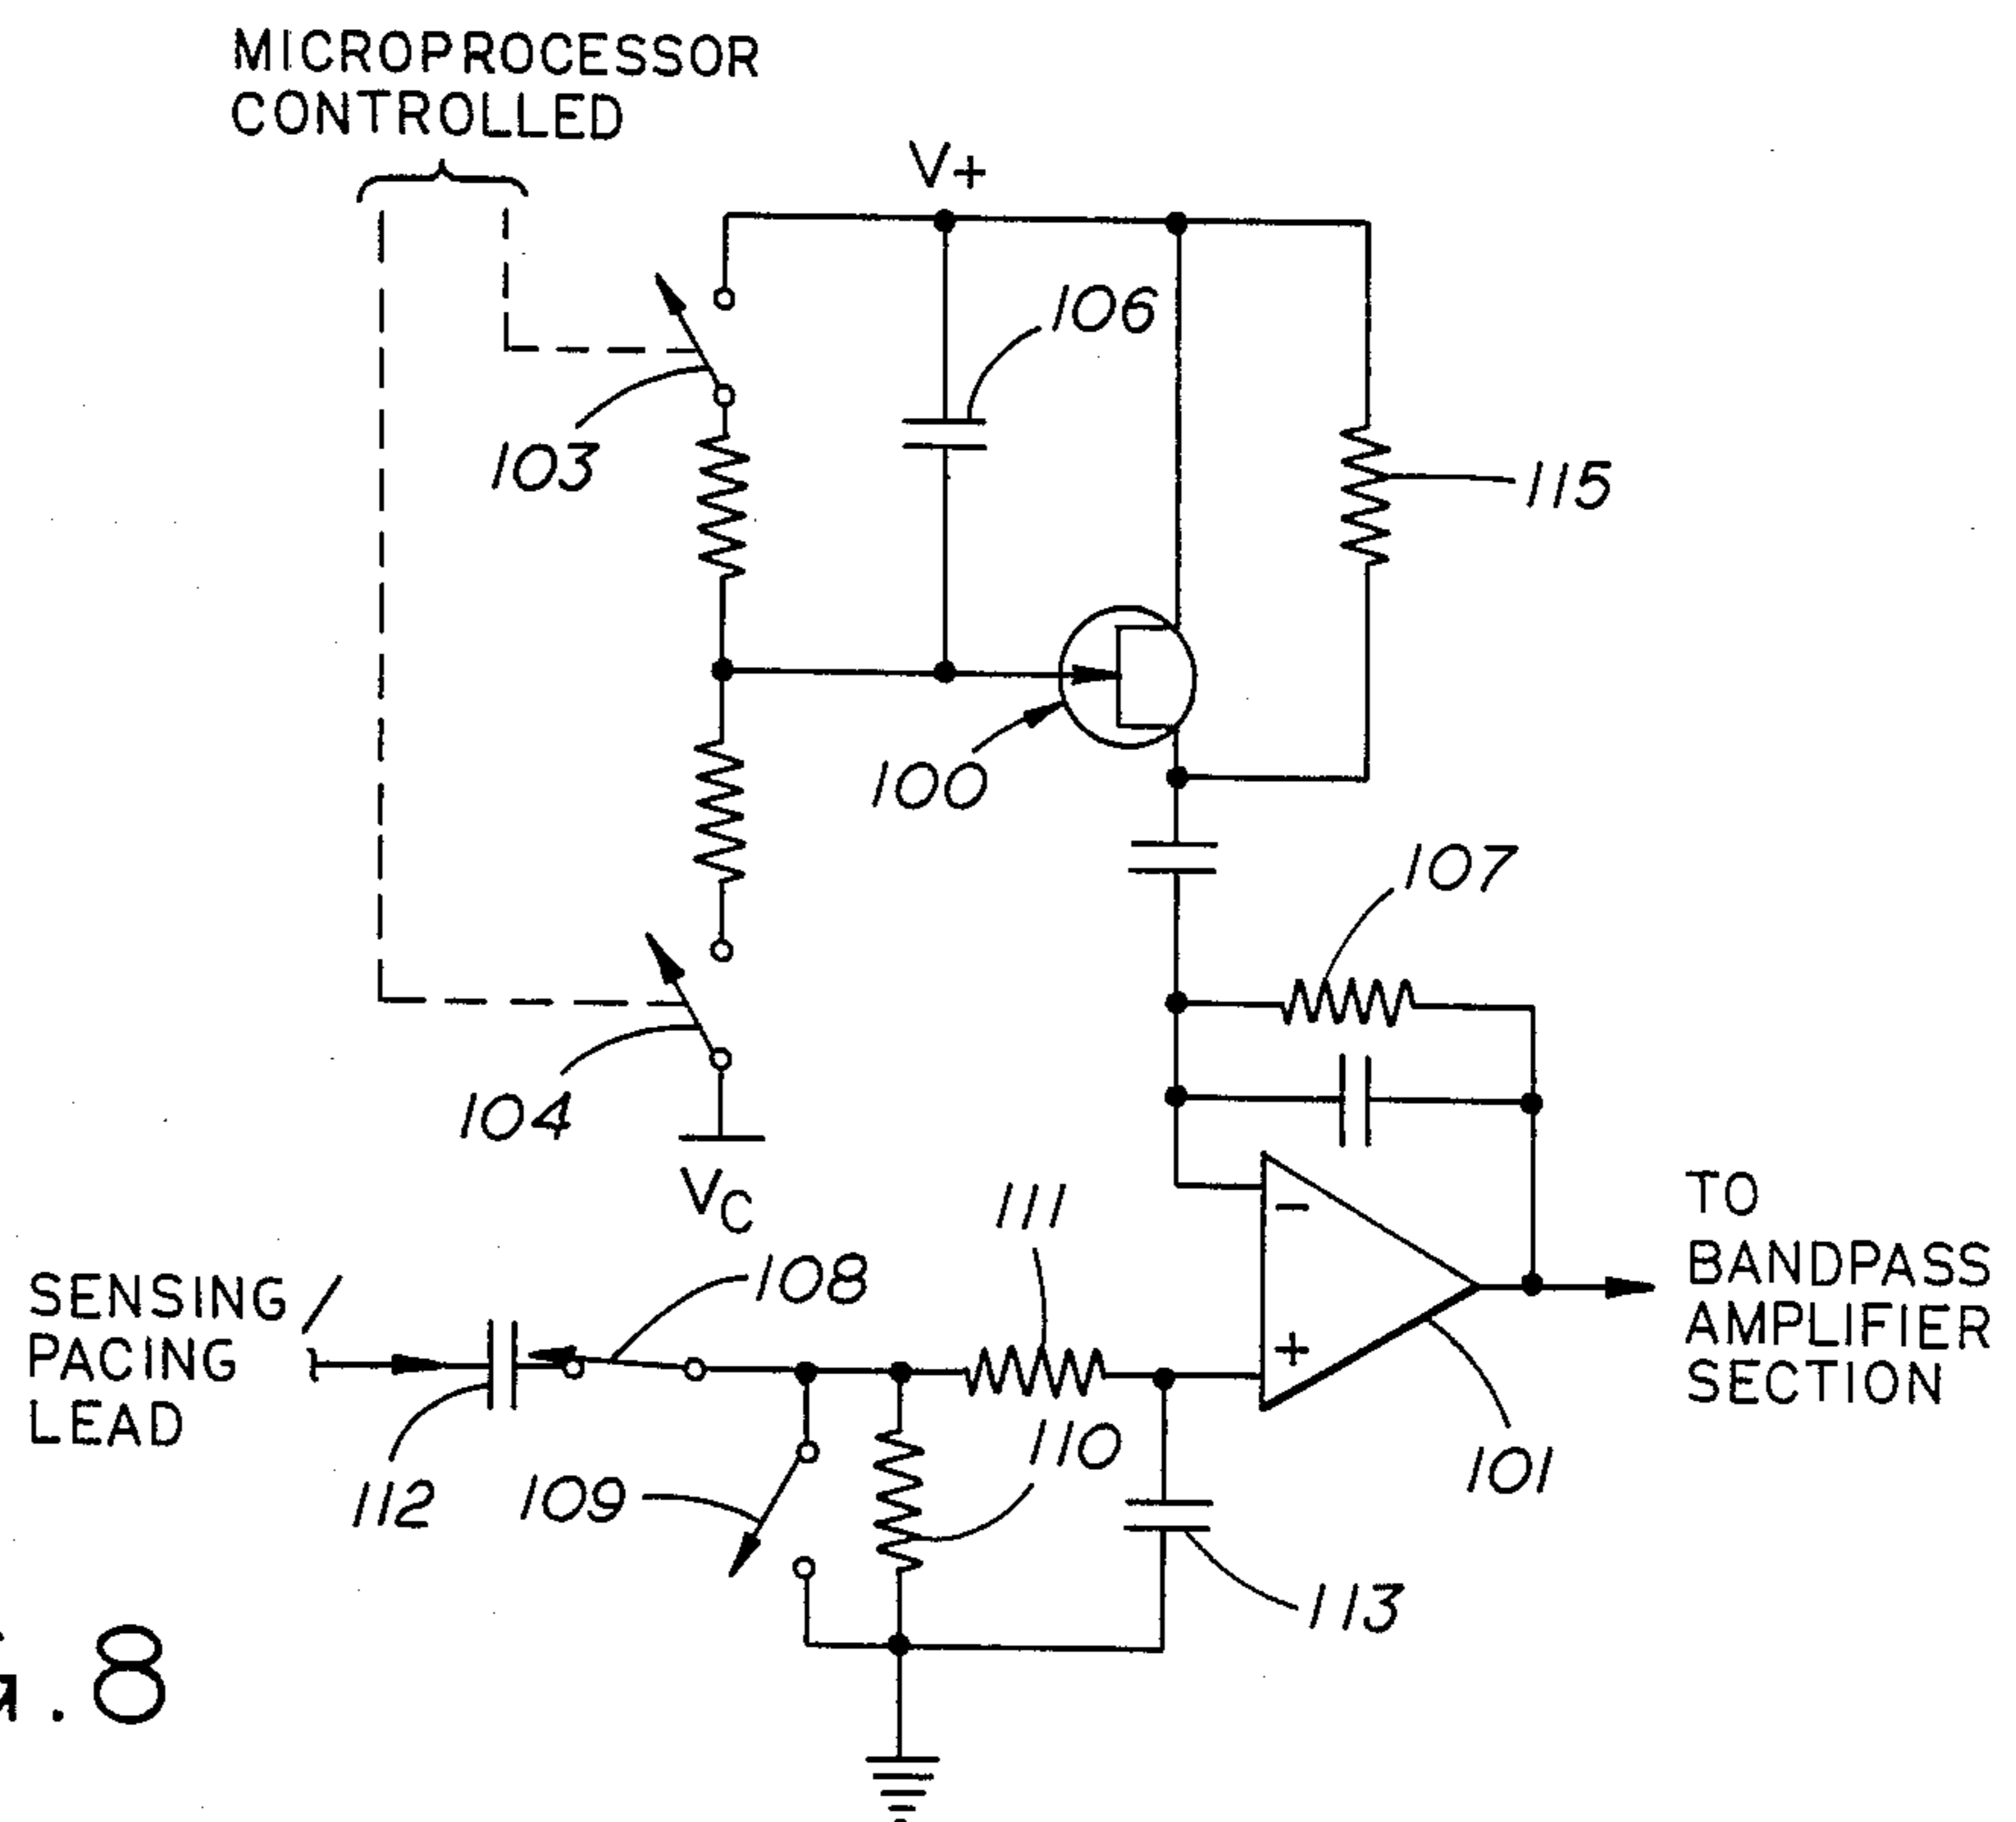 MICROPROCESSOR
CONTROLLED
V+
106
103
115
100
107
104
VC
111
TO
BANDPASS
AMPLIFIER
SECTION
SENSING/
PACING
LEAD
108
112
109
110
101
113
.8